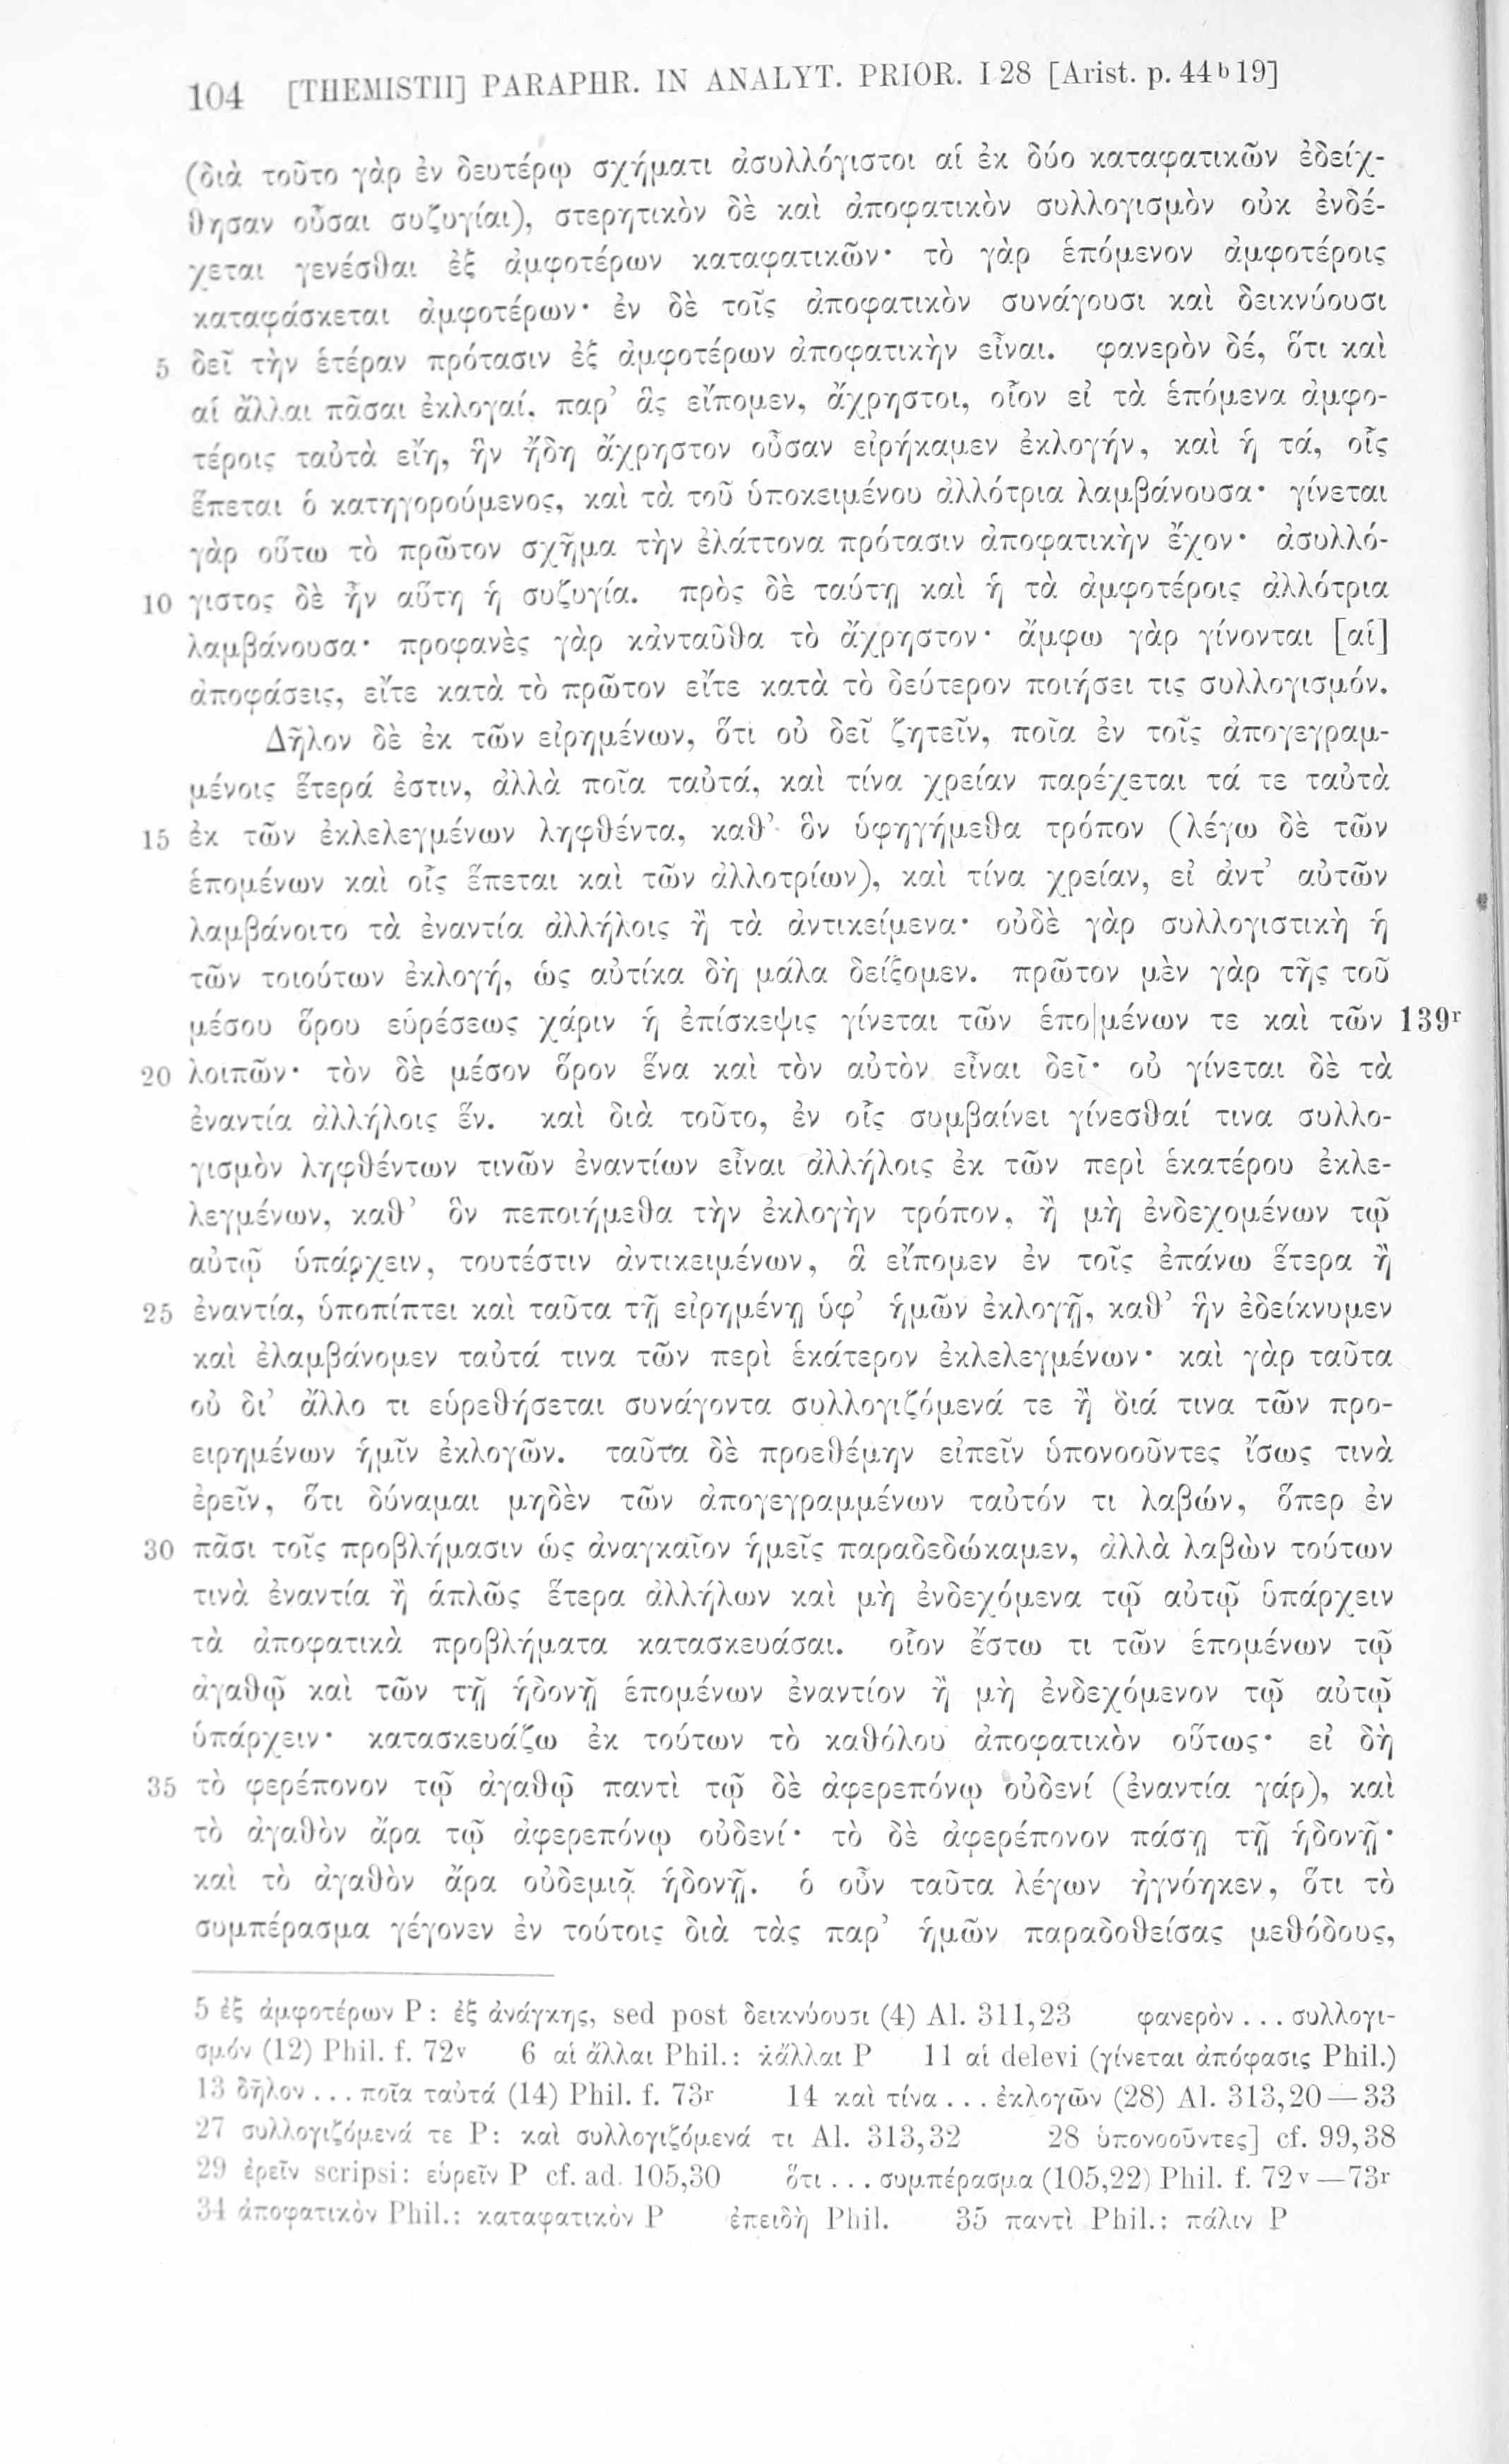 104 [THEMISTII] PARAPHR. IN ANALYT. PRIOR. I 28 [Arist. p. 44b19]
(διὰ τοῦτο γὰρ ἐν δευτέρῳ σχήματι ἀσυλλόγιστοι αἱ ἐκ δύο καταφατικῶν ἐδείχ-
θησαν οὖσαι συζυγίαι), στερητικὸν δὲ καὶ ἀποφατικὸν συλλογισμὸν οὐκ ἐνδέ-
χεται γενέσθαι ἐξ ἀμφοτέρων καταφατικῶν· τὸ γὰρ ἑπόμενον ἀμφοτέροις
καταφάσκεται ἀμφοτέρων· ἐν δὲ τοῖς ἀποφατικὸν συνάγουσι καὶ δεικνύουσι
5 δεῖ τὴν ἑτέραν πρότασιν ἐξ ἀμφοτέρων ἀποφατικὴν εἶναι. φανερὸν δέ, ὅτι καὶ
αἱ ἄλλαι πᾶσαι ἐκλογαί, παρ’ ἃς εἴπομεν, ἄχρηστοι, οἷον εἰ τὰ ἑπόμενα ἀμφο-
τέροις ταὐτὰ εἴη, ἣν ἤδη ἄχρηστον οὖσαν εἰρήκαμεν ἐκλογήν, καὶ ἡ τά, οἷς
ἕπεται ὁ κατηγορούμενος, καὶ τὰ τοῦ ὑποκειμένου ἀλλότρια λαμβάνουσα· γίνεται
γὰρ οὕτω τὸ πρῶτον σχῆμα τὴν ἐλάττονα πρότασιν ἀποφατικὴν ἔχον· ἀσυλλό-
10 γιστος δὲ ἦν αὕτη ἡ συζυγία. πρὸς δὲ ταύτῃ καὶ ἡ τὰ ἀμφοτέροις ἀλλότρια
λαμβάνουσα· προφανὲς γὰρ κἀνταῦθα τὸ ἄχρηστον· ἄμφω γὰρ γίνονται [αἱ]
ἀποφάσεις, εἴτε κατὰ τὸ πρῶτον εἴτε κατὰ τὸ δεύτερον ποιήσει τις συλλογισμόν.
Δῆλον δὲ ἐκ τῶν εἰρημένων, ὅτι οὐ δεῖ ζητεῖν, ποῖα ἐν τοῖς ἀπογεγραμ-
μένοις ἕτερά ἐστιν, ἀλλὰ ποῖα ταὐτά, καὶ τίνα χρείαν παρέχεται τά τε ταὐτὰ
15 ἐκ τῶν ἐκλελεγμένων ληφθέντα, καθ’ ὃν ὑφηγήμεθα τρόπον (λέγω δὲ τῶν
ἑπομένων καὶ οἷς ἕπεται καὶ τῶν ἀλλοτρίων), καὶ τίνα χρείαν, εἰ ἀντ’ αὐτῶν
λαμβάνοιτο τὰ ἐναντία ἀλλήλοις ἢ τὰ ἀντικείμενα· οὐδὲ γὰρ συλλογιστικὴ ἡ
τῶν τοιούτων ἐκλογή, ὡς αὐτίκα δὴ μάλα δείξομεν. πρῶτον μὲν γὰρ τῆς τοῦ
μέσου ὅρου εὑρέσεως χάριν ἡ ἐπίσκεψις γίνεται τῶν ἑπο|μένων τε καὶ τῶν 139r
20 λοιπῶν· τὸν δὲ μέσον ὅρον ἕνα καὶ τὸν αὐτὸν εἶναι δεῖ· οὐ γίνεται δὲ τὰ
ἐναντία ἀλλήλοις ἕν. καὶ διὰ τοῦτο, ἐν οἷς συμβαίνει γίνεσθαί τινα συλλο-
γισμὸν ληφθέντων τινῶν ἐναντίων εἶναι ἀλλήλοις ἐκ τῶν περὶ ἑκατέρου ἐκλε-
λεγμένων, καθ’ ὃν πεποιήμεθα τὴν ἐκλογὴν τρόπον, ἢ μὴ ἐνδεχομένων τῷ
αὐτῷ ὑπάρχειν, τουτέστιν ἀντικειμένων, ἃ εἴπομεν ἐν τοῖς ἐπάνω ἕτερα ἢ
25 ἐναντία, ὑποπίπτει καὶ ταῦτα τῇ εἰρημένῃ ὑφ’ ἡμῶν ἐκλογῇ, καθ’ ἣν ἐδείκνυμεν
καὶ ἐλαμβάνομεν ταὐτά τινα τῶν περὶ ἑκάτερον ἐκλελεγμένων· καὶ γὰρ ταῦτα
οὐ δι’ ἄλλο τι εὑρεθήσεται συνάγοντα συλλογιζόμενά τε ἢ διά τινα τῶν προ-
ειρημένων ἡμῖν ἐκλογῶν. ταῦτα δὲ προεθέμην εἰπεῖν ὑπονοοῦντες ἴσως τινὰ
ἐρεῖν, ὅτι δύναμαι μηδὲν τῶν ἀπογεγραμμένων ταὐτόν τι λαβών, ὅπερ ἐν
30 πᾶσι τοῖς προβλήμασιν ὡς ἀναγκαῖον ἡμεῖς παραδεδώκαμεν, ἀλλὰ λαβὼν τούτων
τινὰ ἐναντία ἢ ἁπλῶς ἕτερα ἀλλήλων καὶ μὴ ἐνδεχόμενα τῷ αὐτῷ ὑπάρχειν
τὰ ἀποφατικὰ προβλήματα κατασκευάσαι. οἷον ἔστω τι τῶν ἑπομένων τῷ
ἀγαθῷ καὶ τῶν τῇ ἡδονῇ ἑπομένων ἐναντίον ἢ μὴ ἐνδεχόμενον τῷ αὐτῷ
ὑπάρχειν· κατασκευάζω ἐκ τούτων τὸ καθόλου ἀποφατικὸν οὕτως· εἰ δὴ
35 τὸ φερέπονον τῷ ἀγαθῷ παντὶ τῷ δὲ ἀφερεπόνῳ οὐδενί (ἐναντία γάρ), καὶ
τὸ ἀγαθὸν ἄρα τῷ ἀφερεπόνῳ οὐδενί· τὸ δὲ ἀφερέπονον πάσῃ τῇ ἡδονῇ·
καὶ τὸ ἀγαθὸν ἄρα οὐδεμιᾷ ἡδονῇ. ὁ οὖν ταῦτα λέγων ἠγνόηκεν, ὅτι τὸ
συμπέρασμα γέγονεν ἐν τούτοις διὰ τὰς παρ’ ἡμῶν παραδοθείσας μεθόδους,
5 ἐξ ἀμφοτέρων P : ἐξ ἀνάγκης, sed post δεικνύουσι (4) Al. 311,23 φανερὸν . . . συλλογι-
σμόν (12) Phil. f. 72v 6 αἱ ἄλλαι Phil.: κἄλλαι P 11 αἱ delevi (γίνεται ἀπόφασις Phil.)
13 δῆλον . . . ποῖα ταὐτά (14) Phil. f. 73r 14 καὶ τίνα . . . ἐκλογῶν (28) Al. 313,20—33
27 συλλογιζόμενά τε P: καὶ συλλογιζόμενά τι Al. 313,32 28 ὑπονοοῦντες] cf. 99,38
29 ἐρεῖν scripsi: εὑρεῖν P cf. ad. 105,30 ὅτι . . . συμπέρασμα (105,22) Phil. f. 72v—73r
34 ἀποφατικὸν Phil.: καταφατικὸν P ἐπειδὴ Phil. 35 παντὶ Phil.: πάλιν P